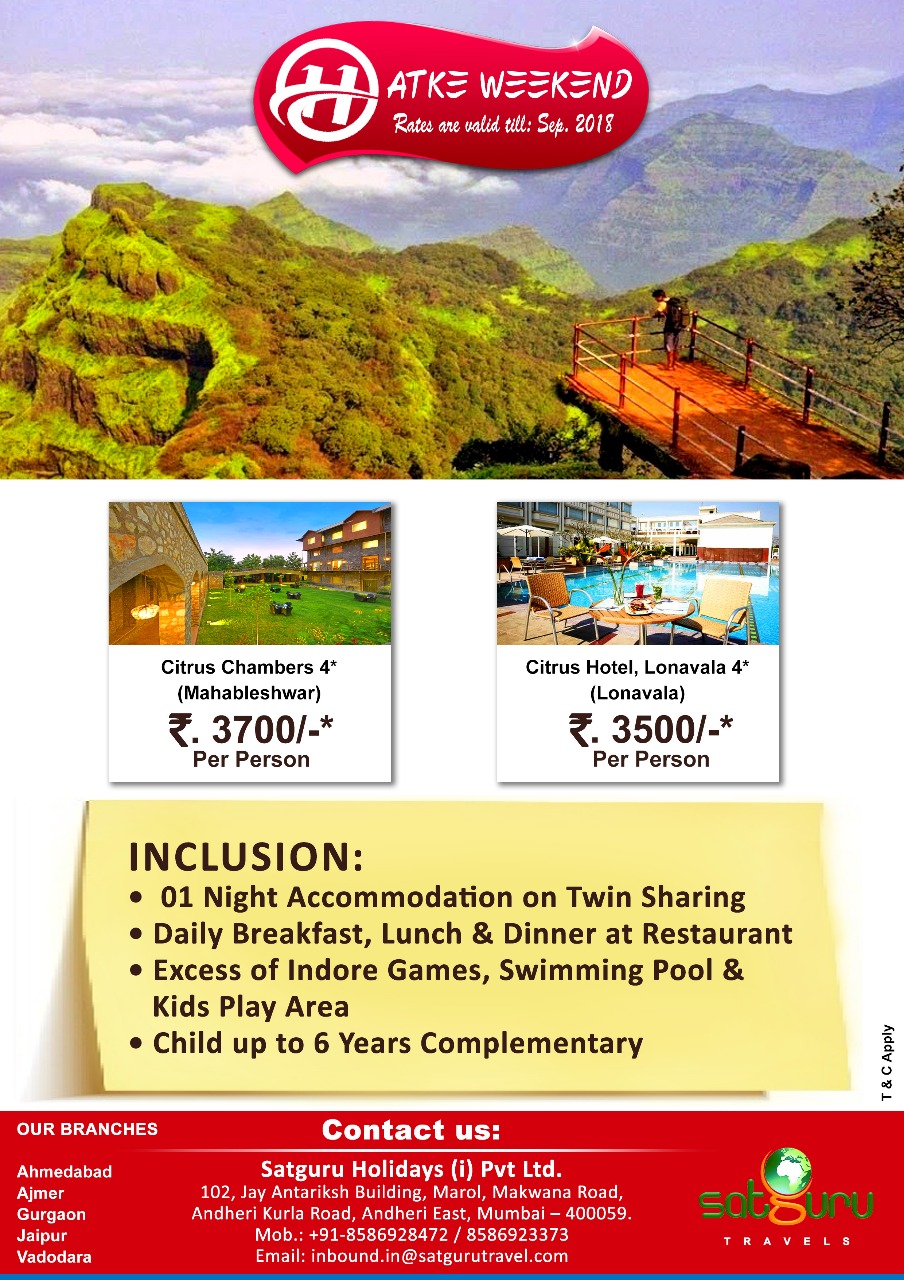 H ATKE WEEKEND
Rates are valid till: Sep. 2018
Citrus Chambers 4*
(Mahableshwar)
₹. 3700/-*
Per Person
Citrus Hotel, Lonavala 4*
(Lonavala)
₹. 3500/-*
Per Person
INCLUSION:
• 01 Night Accommodation on Twin Sharing
• Daily Breakfast, Lunch & Dinner at Restaurant
• Excess of Indore Games, Swimming Pool &
Kids Play Area
• Child up to 6 Years Complementary
T & C Apply
OUR BRANCHES
Ahmedabad
Ajmer
Gurgaon
Jaipur
Vadodara
Contact us:
Satguru Holidays (i) Pvt Ltd.
102, Jay Antariksh Building, Marol, Makwana Road,
Andheri Kurla Road, Andheri East, Mumbai – 400059.
Mob.: +91-8586928472 / 8586923373
Email: inbound.in@satgurutravel.com
satguru
TRAVELS